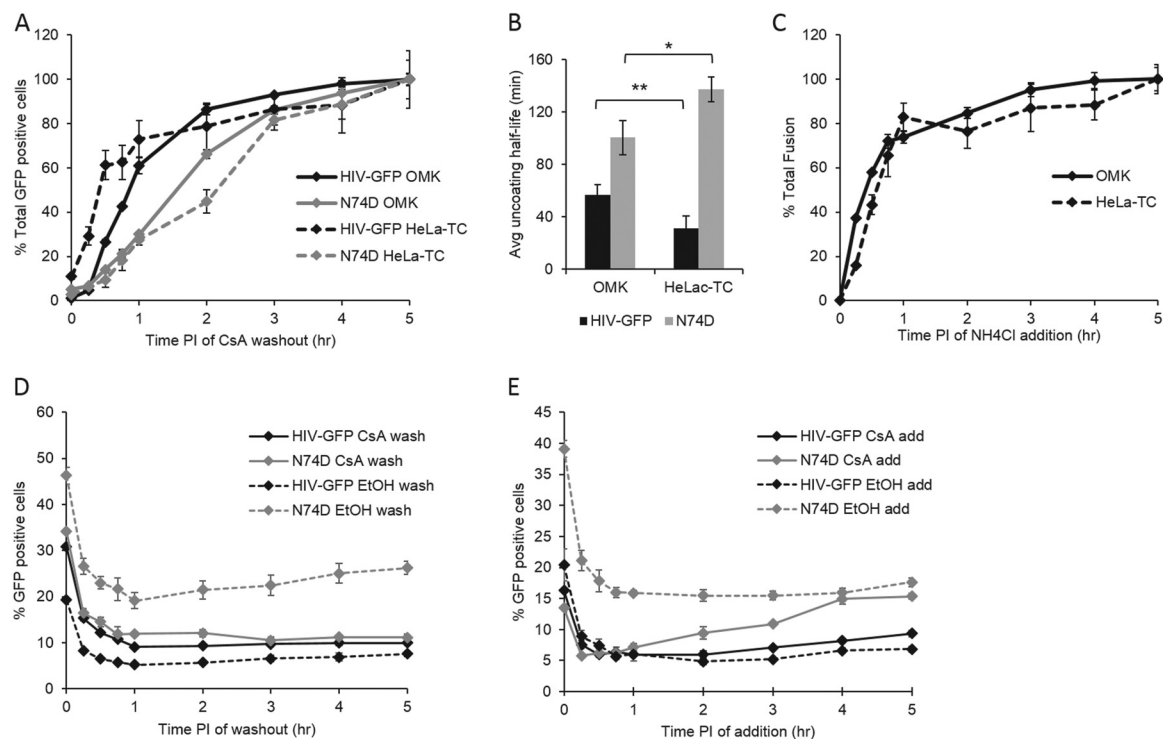 A
% Total GFP positive cells
120
100
80
60
40
20
0
0
1
2
3
4
5
Time PI of CsA washout (hr)
HIV-GFP OMK
N74D OMK
HIV-GFP HeLa-TC
N74D HeLa-TC
B
Avg uncoating half-life (min)
160
120
80
40
0
*
**
OMK
HeLac-TC
HIV-GFP
N74D
C
% Total Fusion
120
100
80
60
40
20
0
0
1
2
3
4
5
Time PI of NH4Cl addition (hr)
OMK
HeLa-TC
D
% GFP positive cells
60
50
40
30
20
10
0
0
1
2
3
4
5
Time PI of washout (hr)
HIV-GFP CsA wash
N74D CsA wash
HIV-GFP EtOH wash
N74D EtOH wash
E
% GFP positive cells
45
40
35
30
25
20
15
10
5
0
0
1
2
3
4
5
Time PI of addition (hr)
HIV-GFP CsA add
N74D CsA add
HIV-GFP EtOH add
N74D EtOH add